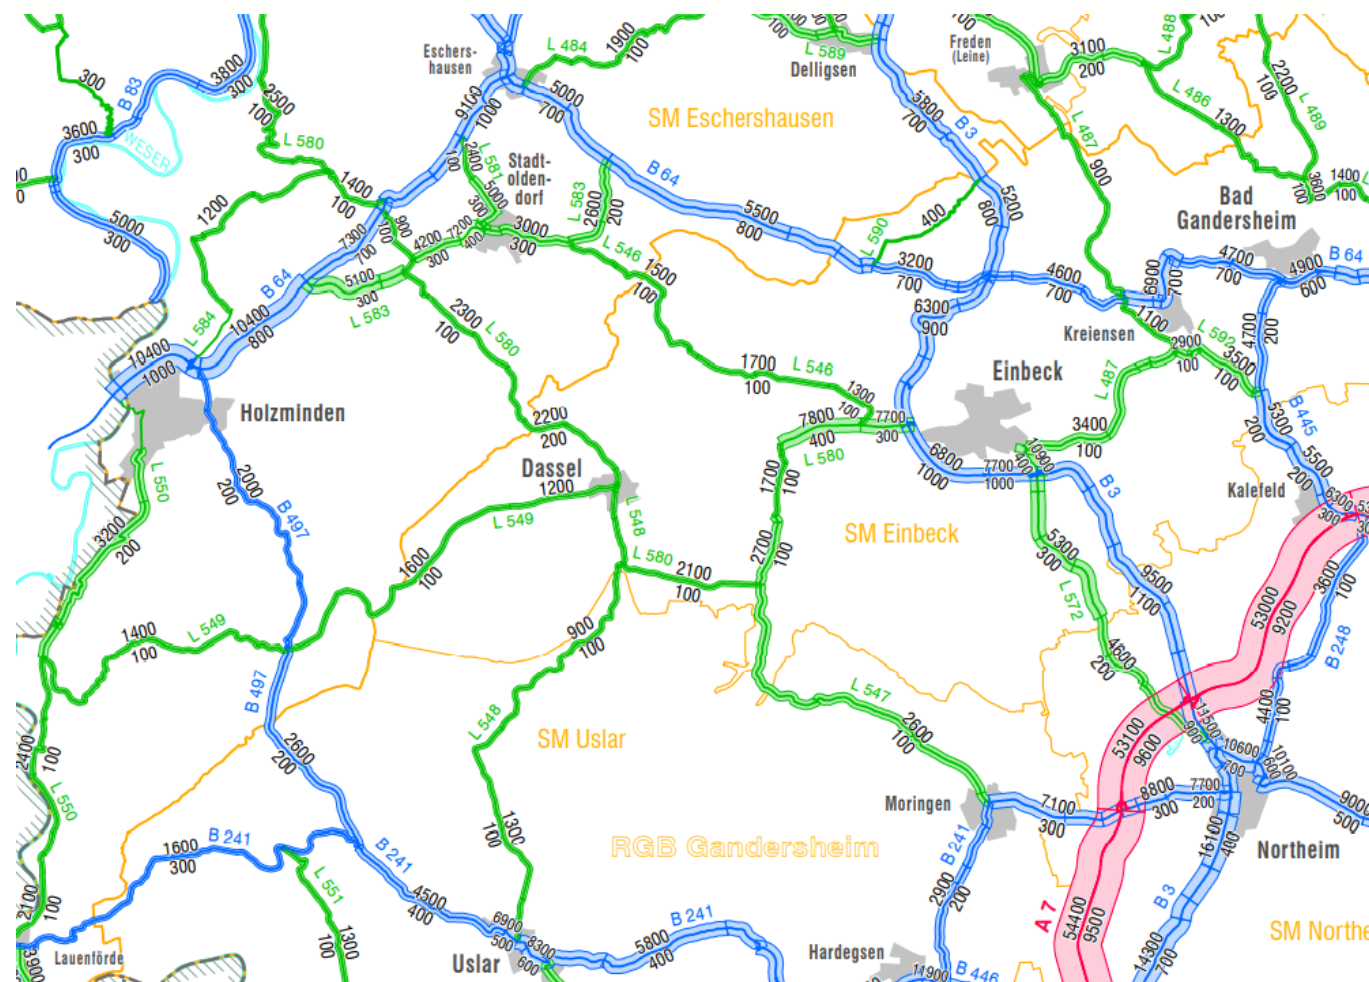 Eschers-
hausen
L 484
1900
100
100
L 589
Delligsen
100
Freden
(Leine)
3100
200
L 488
100
2200
100
L 489
300
B 83
3800
300
2500
100
3600
300
WESER
L 580
9100
1000
5000
700
SM Eschershausen
5800
700
B 3
L 487
900
L 486
1300
3600
100
1400
100
L 581
2400
100
Stadt-
olden-
dorf
5000
300
L 583
2600
200
B 64
5500
800
L 590
400
5200
800
Bad
Gandersheim
1200
1400
100
900
100
5000
300
7300
700
4200
300
7200
400
3000
300
L 546
1500
100
3200
700
4600
700
6900
700
4700
700
4900
600
B 64
B 64
5100
300
L 583
L 584
10400
800
10400
1000
2300
100
L 580
6300
900
Kreiensen
1100
2900
100
L 592
3500
100
4700
200
Holzminden
1700
100
L 546
1300
100
Einbeck
L 487
3400
100
5300
200
B 445
2200
200
7800
400
L 580
7700
300
6800
1000
7700
1000
10900
400
B 3
5500
200
Kalefeld
6300
300
L 550
2000
200
B 497
Dassel
1200
L 549
L 548
1700
100
SM Einbeck
3200
200
1600
100
L 580
2100
100
2700
100
5300
300
L 572
9500
1100
53000
9200
3600
100
B 248
1400
100
L 549
900
100
4600
200
B 497
L 548
SM Uslar
L 547
2600
100
53100
9600
11500
900
4400
100
2400
100
2600
200
10600
700
10100
600
L 550
1300
100
Moringen
7100
300
8800
300
7700
200
9000
500
1600
300
B 241
B 241
RGB Gandersheim
B 241
16100
400
Northeim
L 551
4500
400
2900
200
B 3
2100
100
1300
100
6900
500
8300
600
5800
400
B 241
A 7
54400
9500
SM Northe
3900
Lauenförde
Uslar
Hardegsen
11900
B 446
14300
700